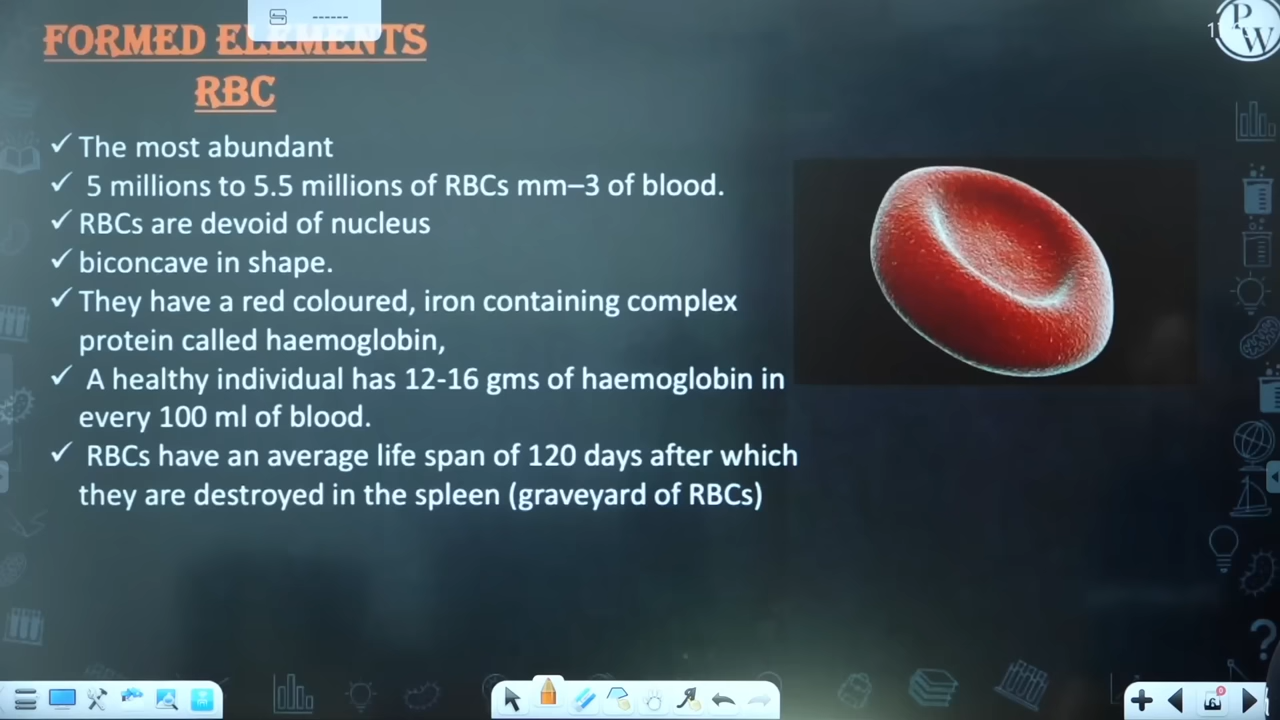 FORMED ELEMENTS
RBC
✓ The most abundant
✓ 5 millions to 5.5 millions of RBCs mm–3 of blood.
✓ RBCs are devoid of nucleus
✓ biconcave in shape.
✓ They have a red coloured, iron containing complex
protein called haemoglobin,
✓ A healthy individual has 12-16 gms of haemoglobin in
every 100 ml of blood.
✓ RBCs have an average life span of 120 days after which
they are destroyed in the spleen (graveyard of RBCs)
P
W